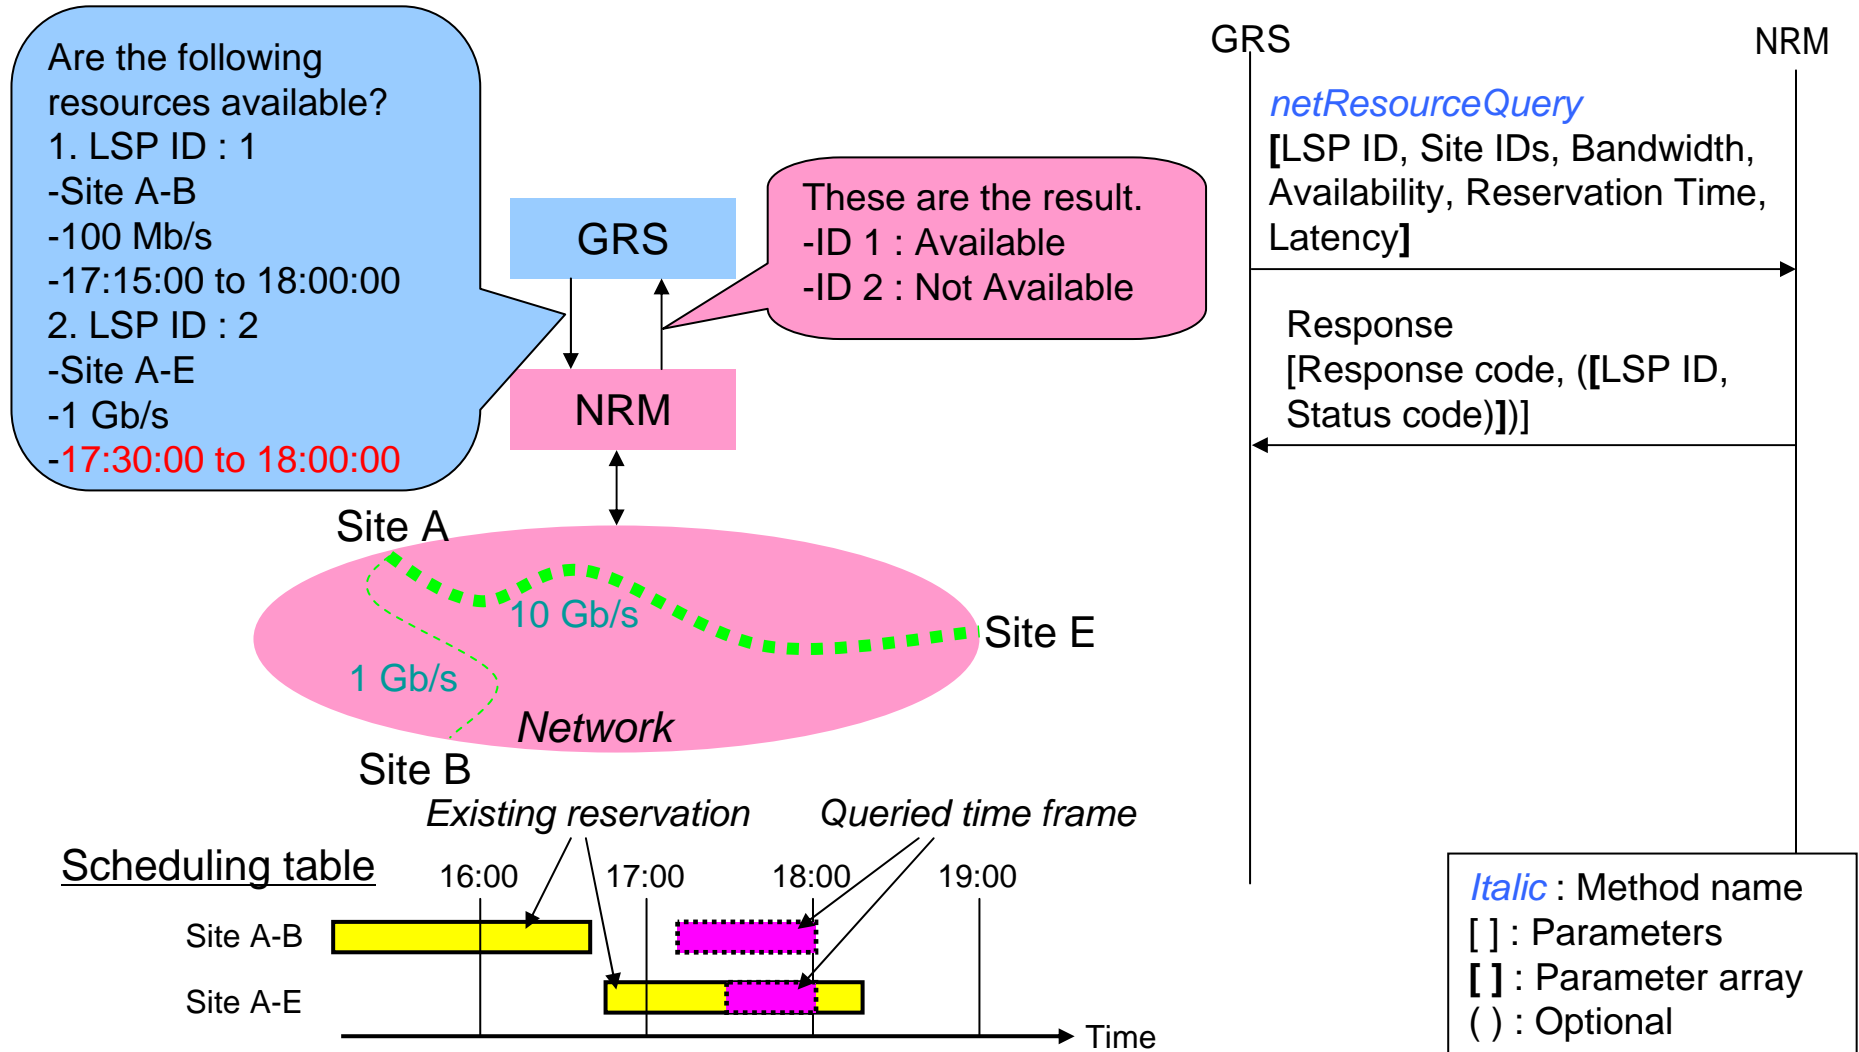 Are the following
resources available?
1. LSP ID : 1
-Site A-B
-100 Mb/s
-17:15:00 to 18:00:00
2. LSP ID : 2
-Site A-E
-1 Gb/s
-17:30:00 to 18:00:00
GRS
NRM
These are the result.
-ID 1 : Available
-ID 2 : Not Available
Site A
10 Gb/s
Site E
1 Gb/s
Network
Site B
Existing reservation
Queried time frame
Scheduling table
16:00 17:00 18:00 19:00
Site A-B
Site A-E
Time
GRS NRM
netResourceQuery
[LSP ID, Site IDs, Bandwidth,
Availability, Reservation Time,
Latency]
Response
[Response code, ([LSP ID,
Status code)])]
Italic : Method name
[ ] : Parameters
[ ] : Parameter array
( ) : Optional